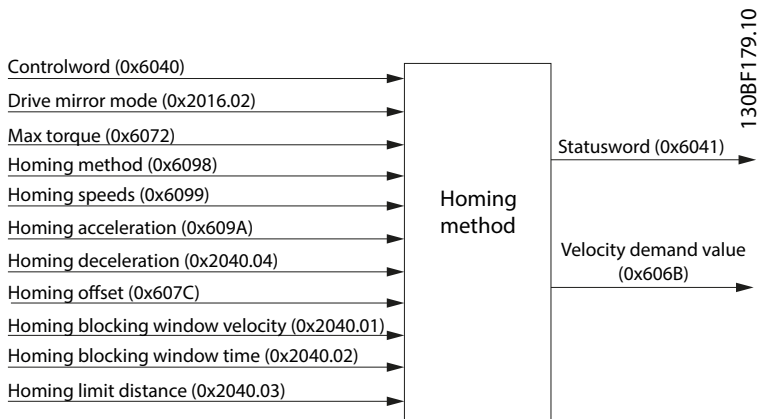 Controlword (0x6040)
Drive mirror mode (0x2016.02)
Max torque (0x6072)
Homing method (0x6098)
Homing speeds (0x6099)
Homing acceleration (0x609A)
Homing deceleration (0x2040.04)
Homing offset (0x607C)
Homing blocking window velocity (0x2040.01)
Homing blocking window time (0x2040.02)
Homing limit distance (0x2040.03)
Homing
method
Statusword (0x6041)
Velocity demand value
(0x606B)
130BF179.10